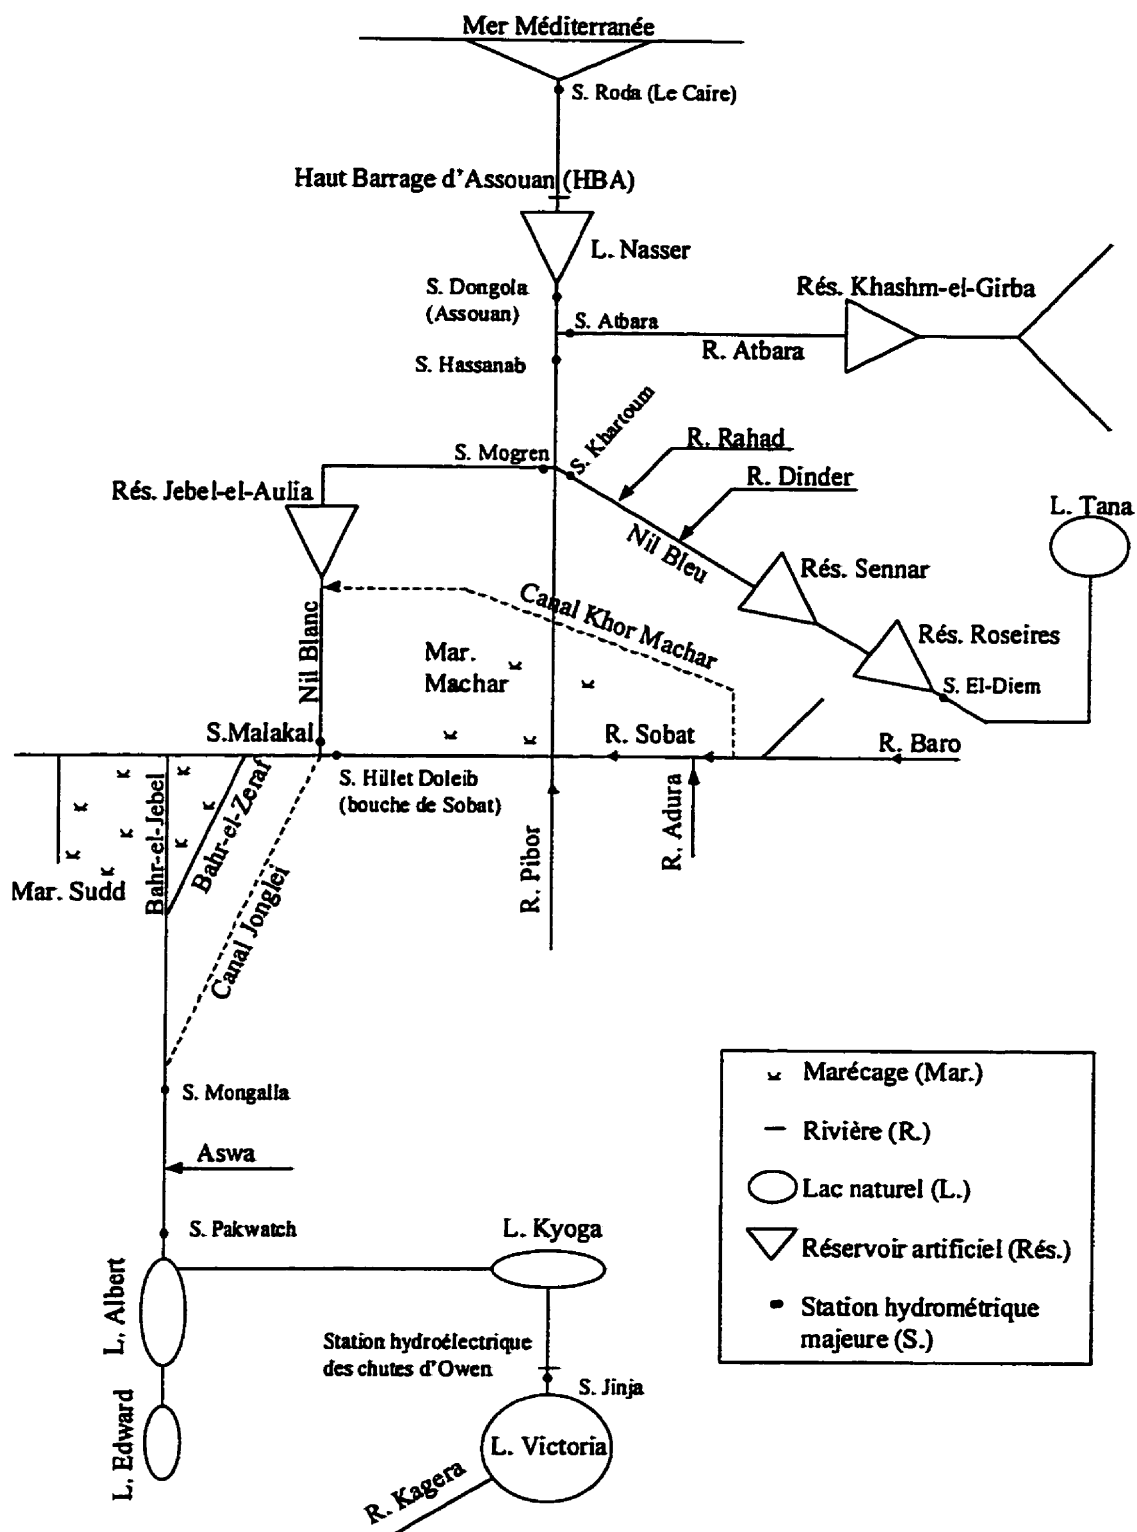 Mer Méditerranée
S. Roda (Le Caire)
Haut Barrage d'Assouan (HBA)
L. Nasser
S. Dongola
(Assouan)
Rés. Khashm-el-Girba
S. Atbara
R. Atbara
S. Hassanab
S. Khartoum
R. Rahad
S. Mogren
R. Dinder
Rés. Jebel-el-Aulia
L. Tana
Nil Bleu
Rés. Sennar
Canal Khor Machar
Nil Blanc
Rés. Roseires
Mar.
Machar
S. El-Diem
S.Malakal
R. Sobat
R. Baro
S. Hillet Doleib
(bouche de Sobat)
Bahr-el-Jebel
Bahr-el-Zeraf
R. Pibor
R. Adura
Mar. Sudd
Canal Jonglei
S. Mongalla
Aswa
S. Pakwatch
L. Kyoga
L. Albert
Station hydroélectrique
des chutes d'Owen
S. Jinja
L. Edward
L. Victoria
R. Kagera
Marécage (Mar.)
Rivière (R.)
Lac naturel (L.)
Réservoir artificiel (Rés.)
Station hydrométrique
majeure (S.)